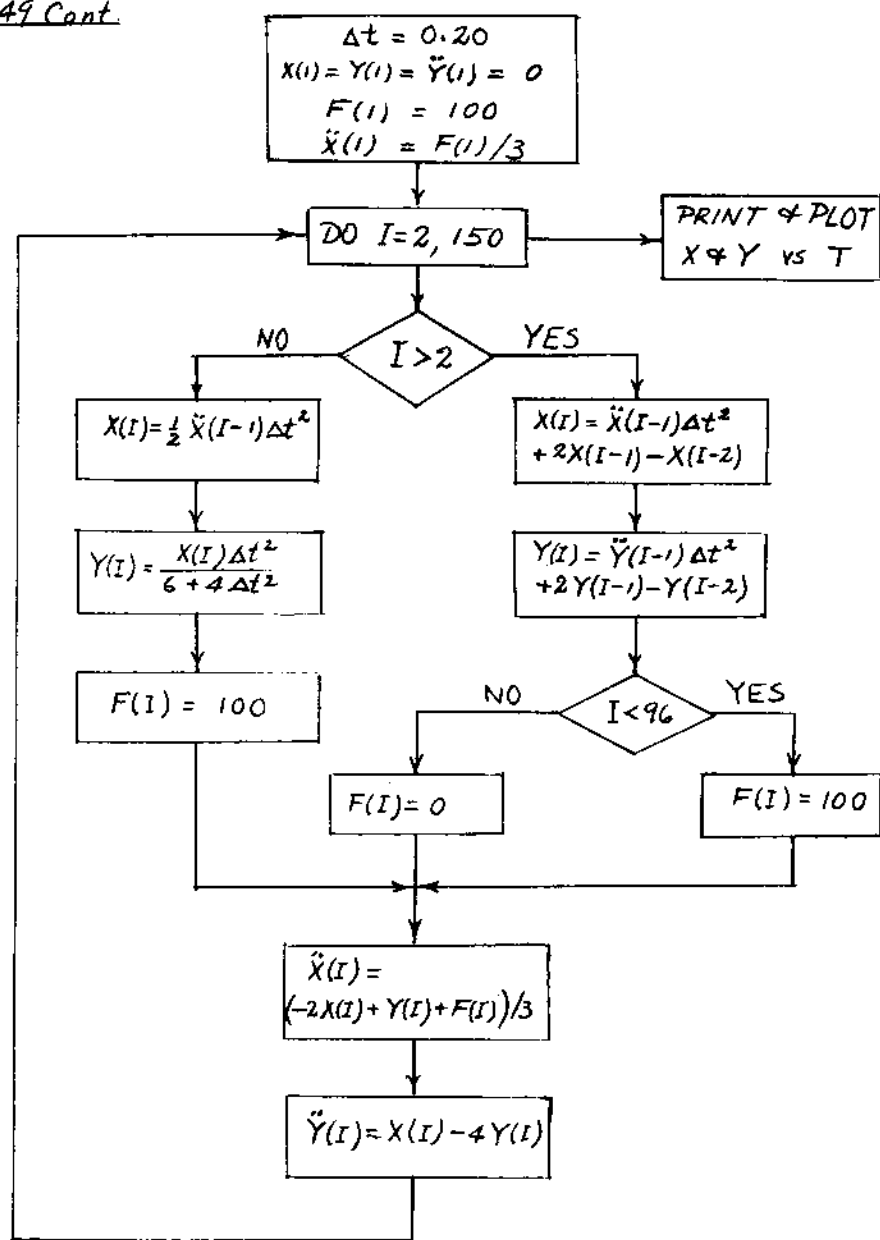 49 Cont.
Δt = 0.20
X(1) = Y(1) = Ÿ(1) = 0
F(1) = 100
Ẍ(1) = F(1)/3
DO I=2, 150
PRINT & PLOT
X & Y vs T
I>2
NO
YES
X(I)=½ Ẍ(I-1)Δt²
Y(I)= X(I)Δt² / 6+4Δt²
F(I) = 100
X(I)= Ẍ(I-1)Δt²
+2X(I-1)-X(I-2)
Y(I)= Ÿ(I-1)Δt²
+2Y(I-1)-Y(I-2)
I<96
NO
YES
F(I)= 0
F(I)=100
Ẍ(I)=
(-2X(I)+Y(I)+F(I))/3
Ÿ(I)= X(I)-4Y(I)